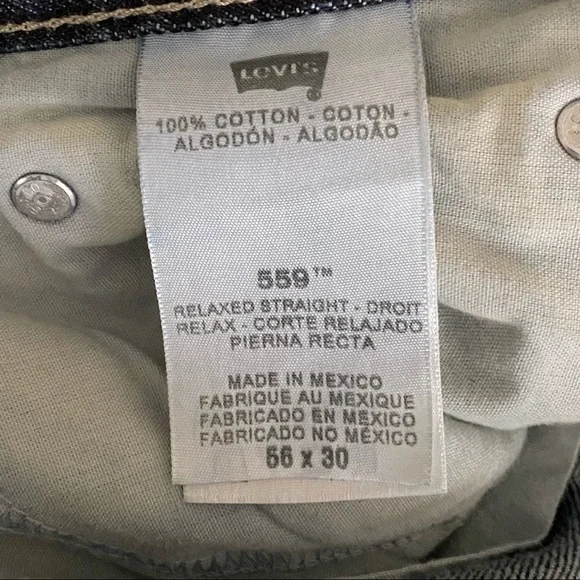 Levi's
®
100% COTTON - COTON -
ALGODÓN - ALGODÃO
559™
RELAXED STRAIGHT - DROIT
RELAX - CORTE RELAJADO
PIERNA RECTA
MADE IN MEXICO
FABRIQUE AU MEXIQUE
FABRICADO EN MÉXICO
FABRICADO NO MÉXICO
56 x 30